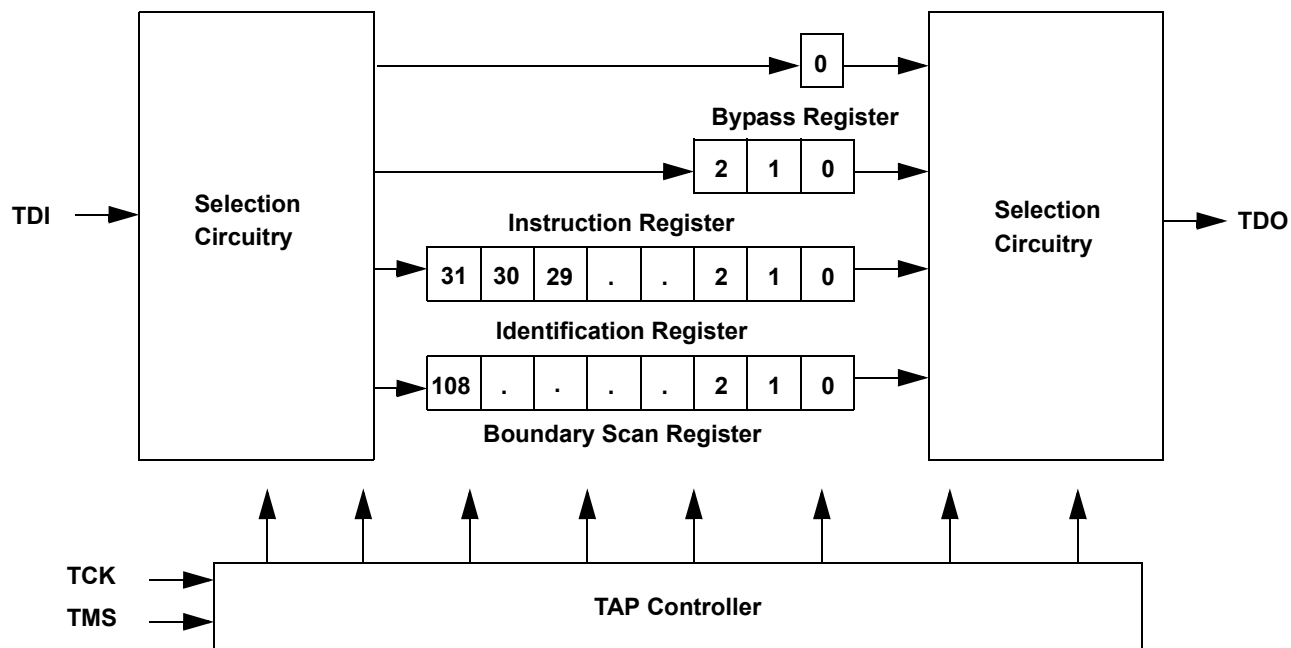 0
Bypass Register
2 1 0
TDI
Selection
Circuitry
Selection
Circuitry
TDO
Instruction Register
31 30 29 . . 2 1 0
Identification Register
108 . . . . 2 1 0
Boundary Scan Register
TCK
TMS
TAP Controller